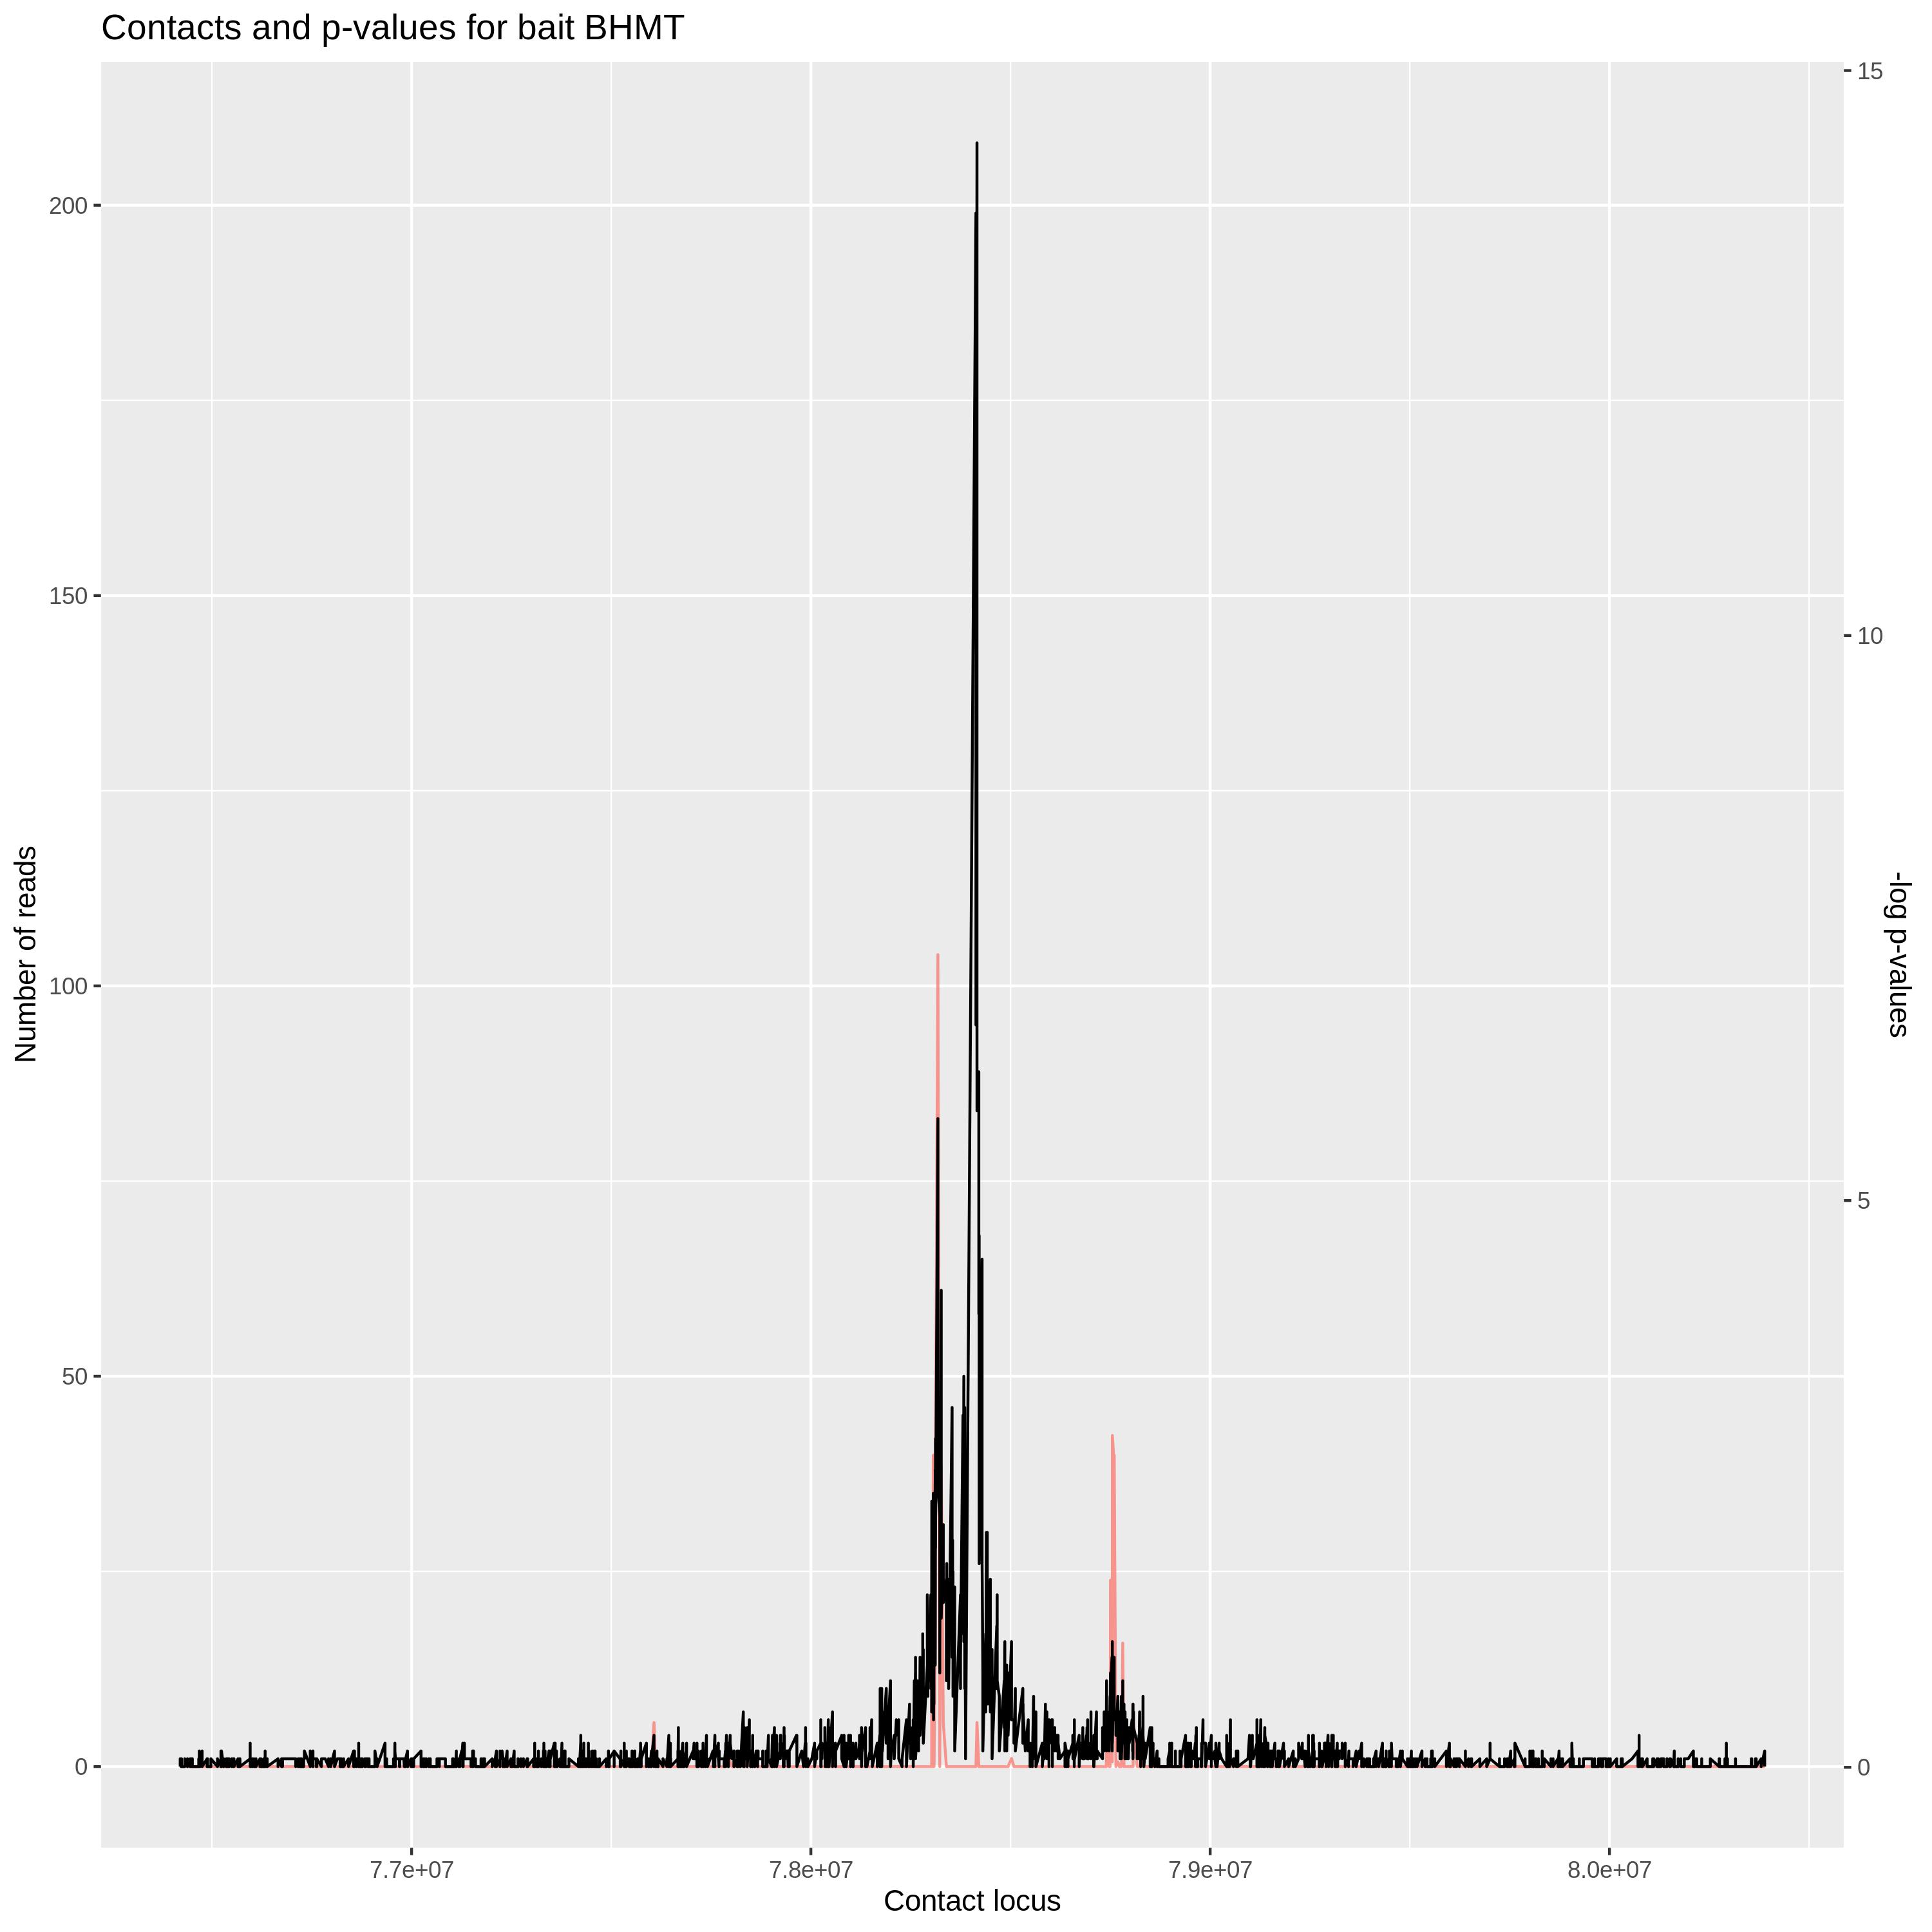 Contacts and p-values for bait BHMT
15
200
150
10
Number of reads
-log p-values
100
5
50
0
0
7.7e+07
7.8e+07
7.9e+07
8.0e+07
Contact locus